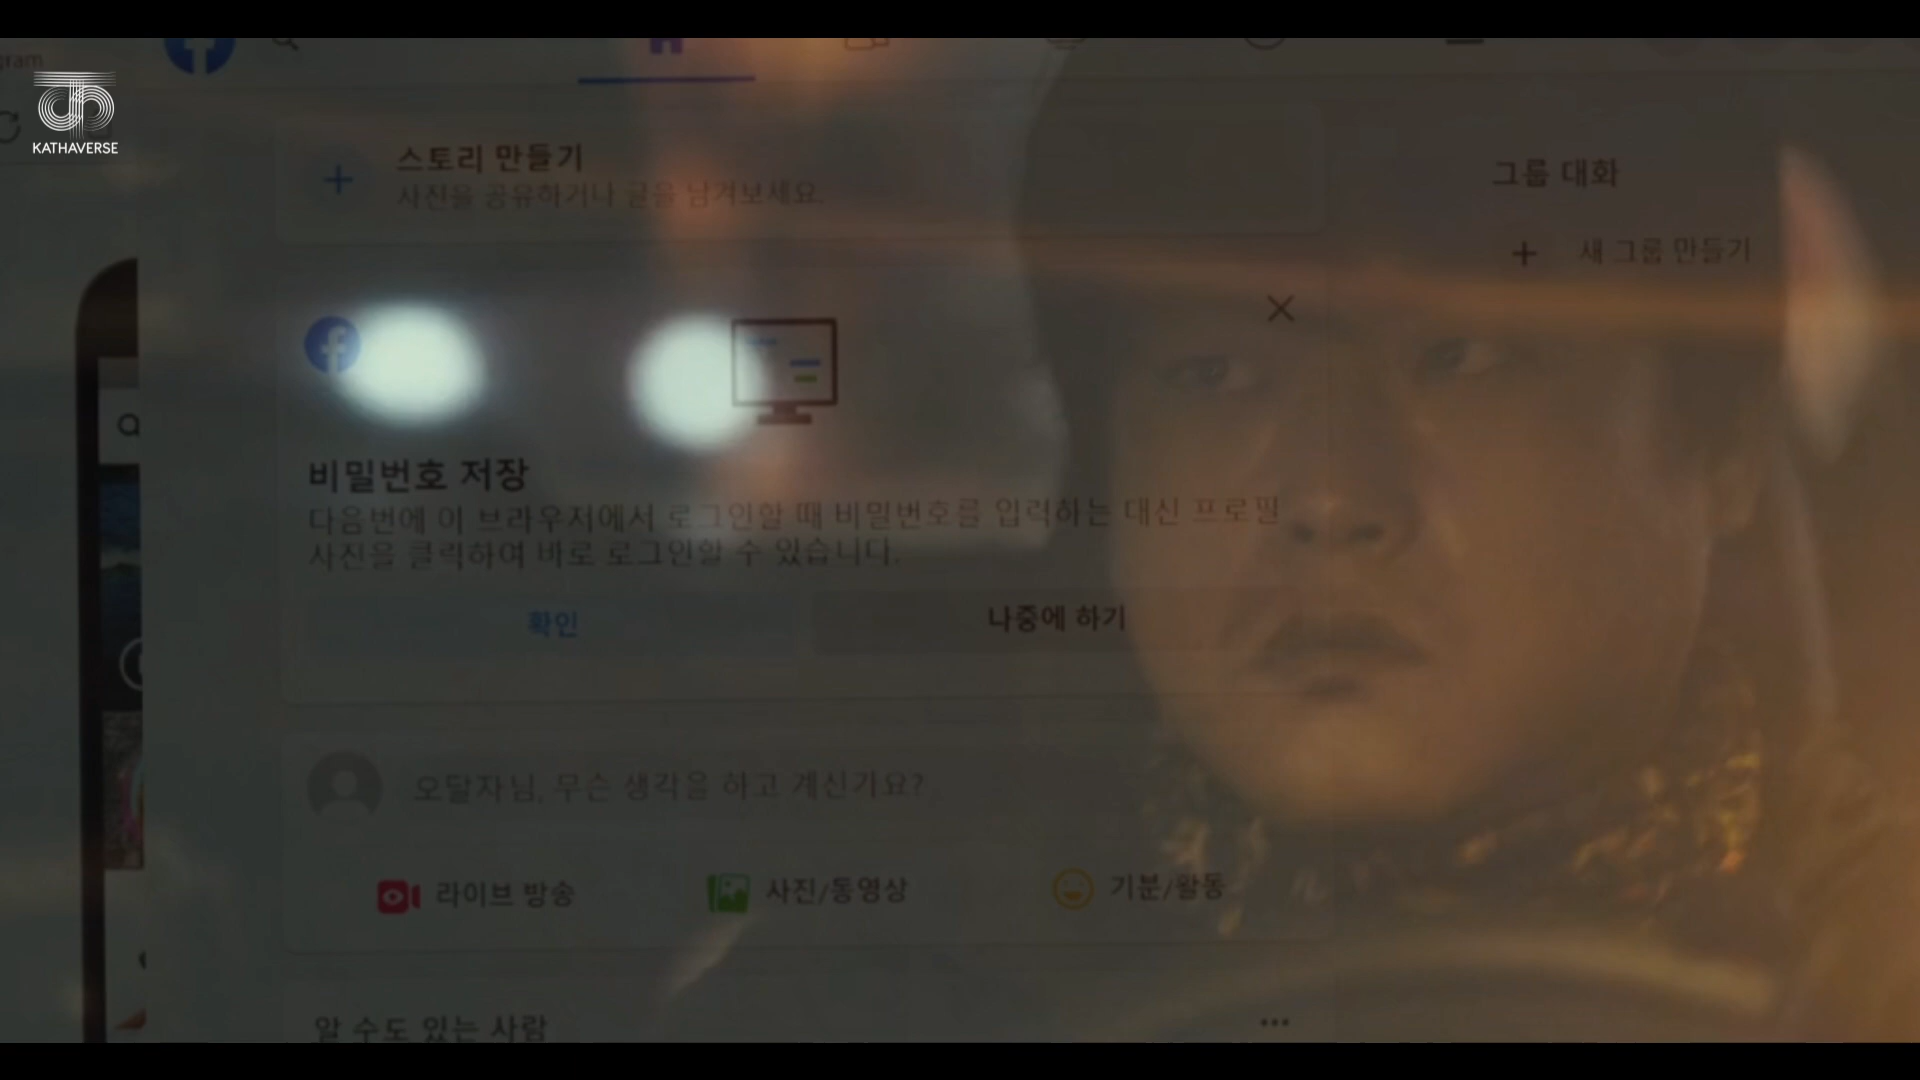 gram
KATHAVERSE
스토리 만들기
사진을 공유하거나 글을 남겨보세요.
그룹 대화
새 그룹 만들기
비밀번호 저장
다음번에 이 브라우저에서 로그인할 때 비밀번호를 입력하는 대신 프로필
사진을 클릭하여 바로 로그인할 수 있습니다.
확인
나중에 하기
오달자님, 무슨 생각을 하고 계신가요?
라이브 방송
사진/동영상
기분/활동
알 수도 있는 사람